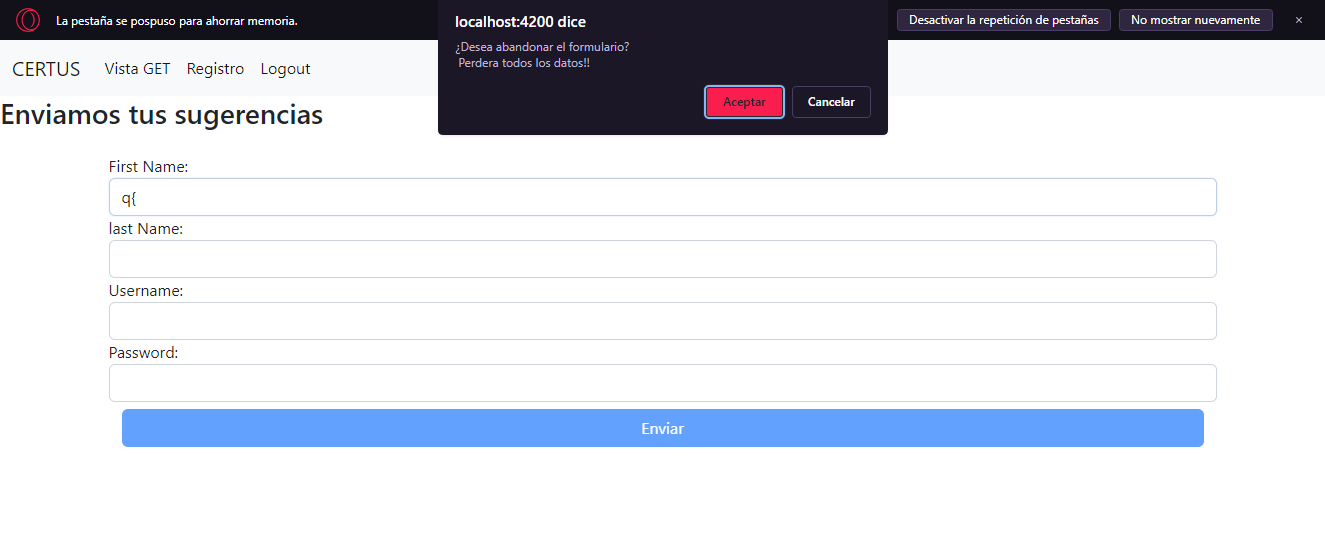 La pestaña se pospuso para ahorrar memoria.
Desactivar la repetición de pestañas
No mostrar nuevamente
localhost:4200 dice
¿Desea abandonar el formulario?
Perdera todos los datos!!
Aceptar
Cancelar
CERTUS Vista GET Registro Logout
Enviamos tus sugerencias
First Name:
q{
last Name:
Username:
Password:
Enviar